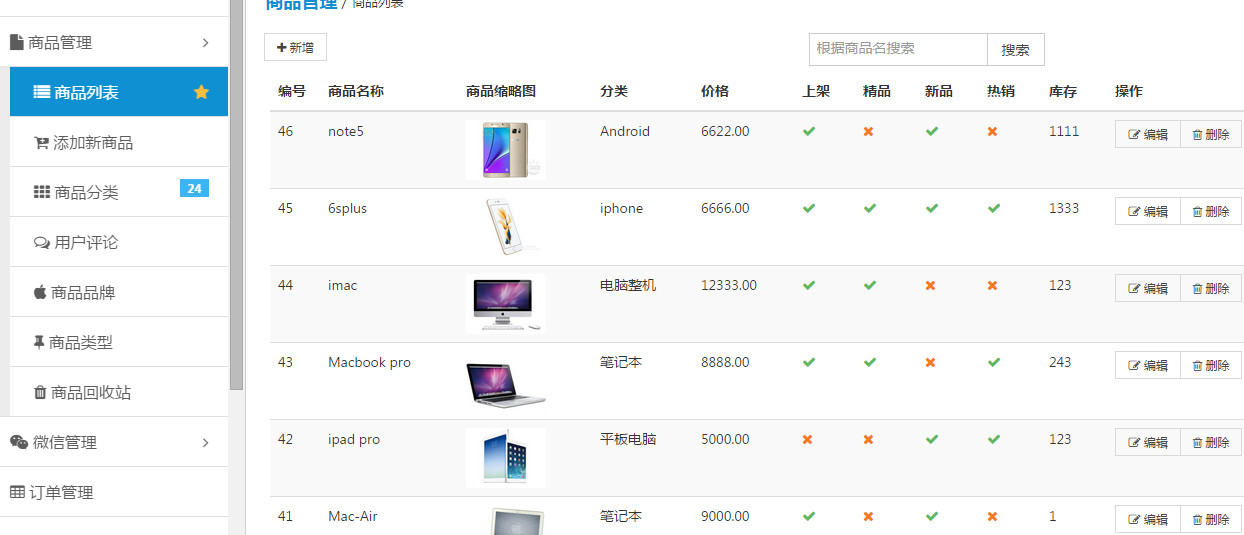 商品管理 / 商品列表
商品管理
商品列表
添加新商品
商品分类 24
用户评论
商品品牌
商品类型
商品回收站
微信管理
订单管理
新增
根据商品名搜索 搜索
编号 商品名称 商品缩略图 分类 价格 上架 精品 新品 热销 库存 操作
46 note5 Android 6622.00 1111 编辑 删除
45 6splus iphone 6666.00 1333 编辑 删除
44 imac 电脑整机 12333.00 123 编辑 删除
43 Macbook pro 笔记本 8888.00 243 编辑 删除
42 ipad pro 平板电脑 5000.00 123 编辑 删除
41 Mac-Air 笔记本 9000.00 1 编辑 删除